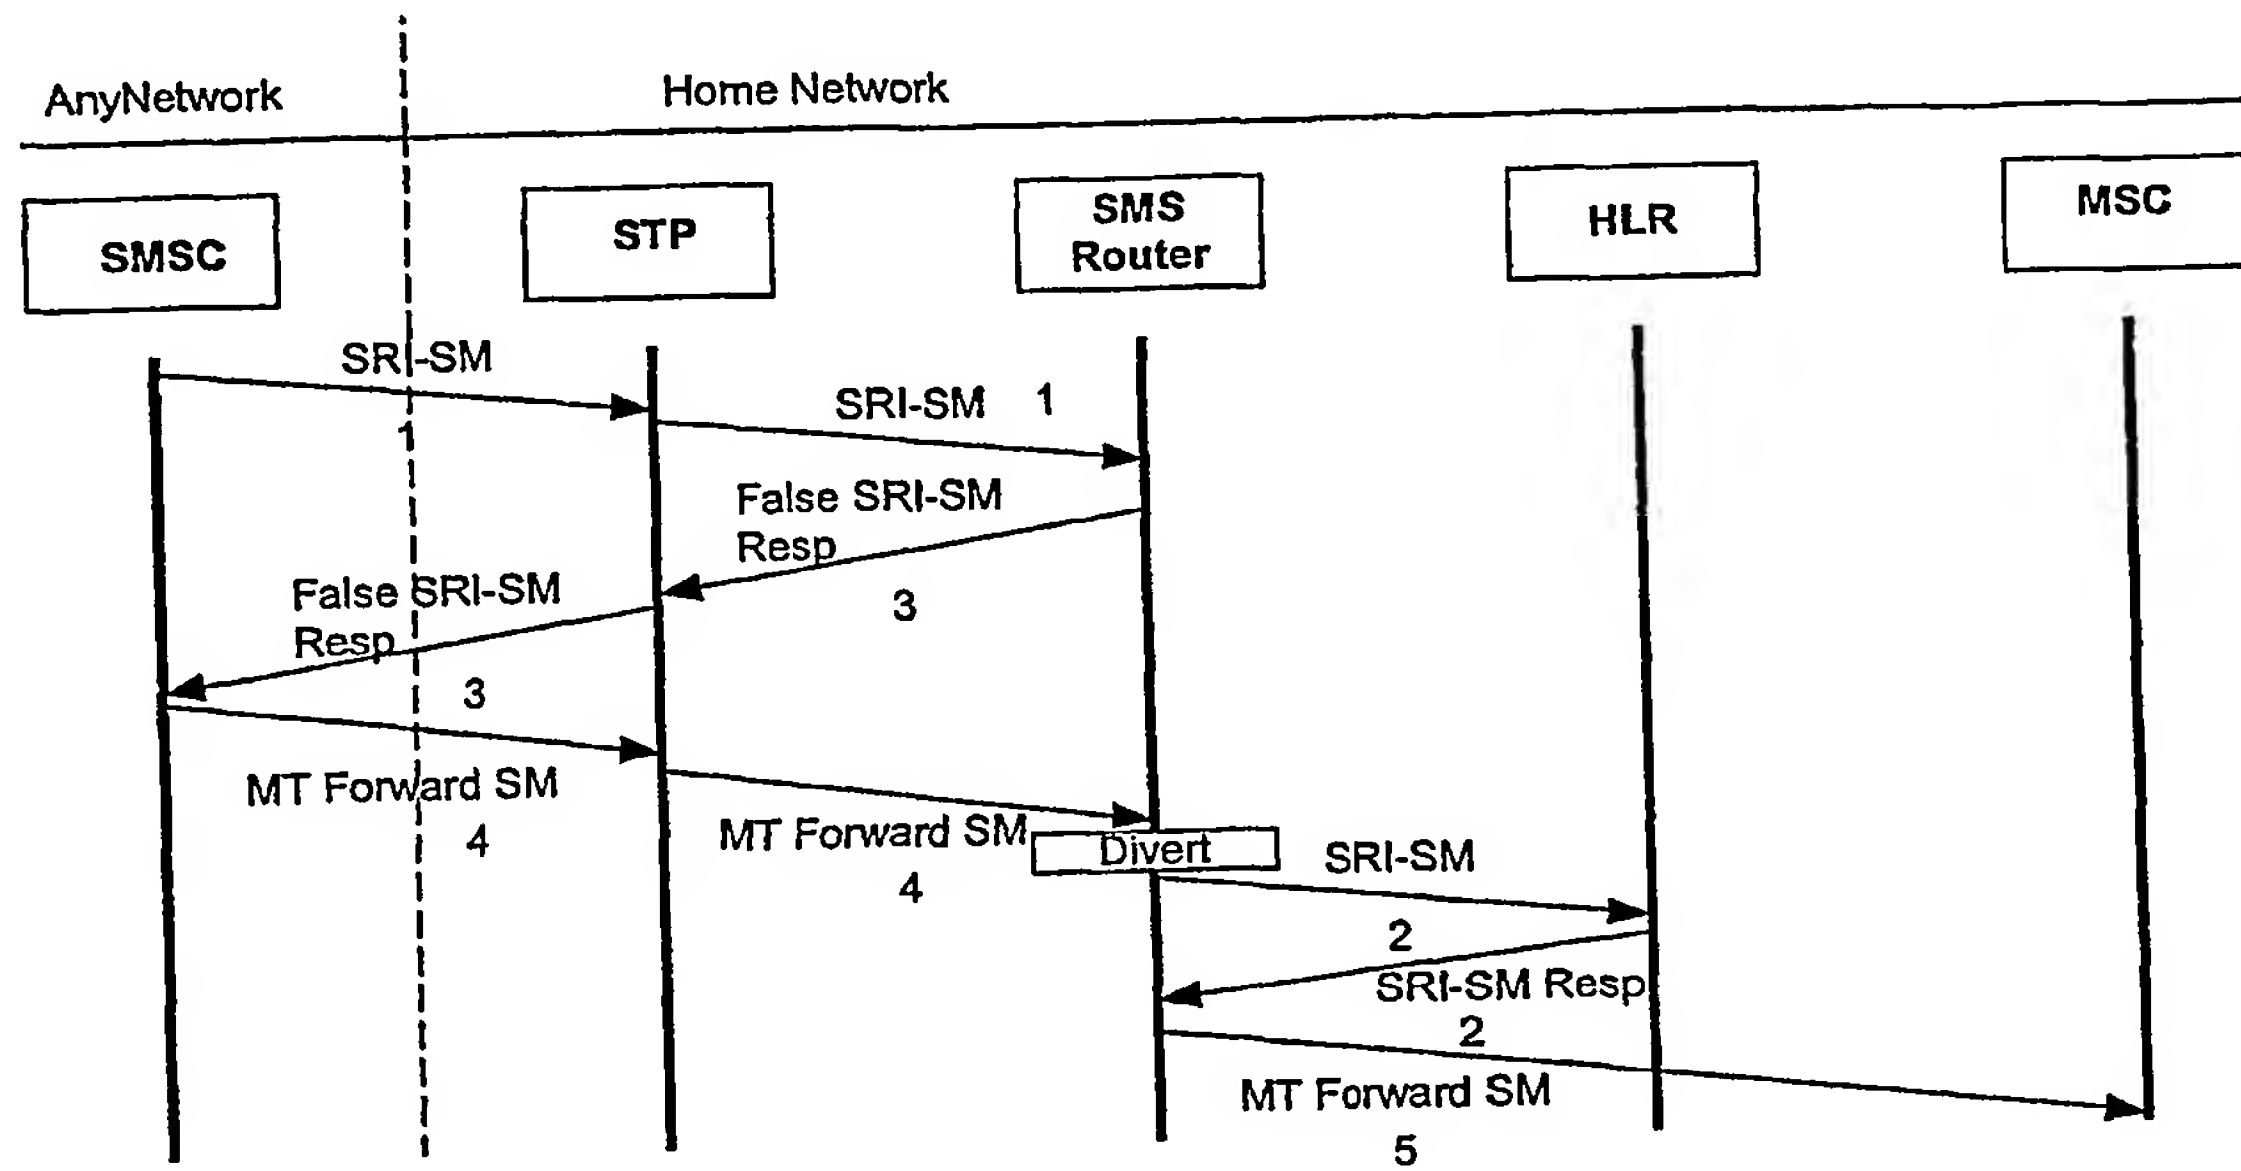 AnyNetwork
Home Network
SMSC
STP
SMS
Router
HLR
MSC
SRI-SM
1
SRI-SM
1
False SRI-SM
Resp
3
False SRI-SM
Resp
3
MT Forward SM
4
MT Forward SM
4
Divert
SRI-SM
2
SRI-SM Resp
2
MT Forward SM
5